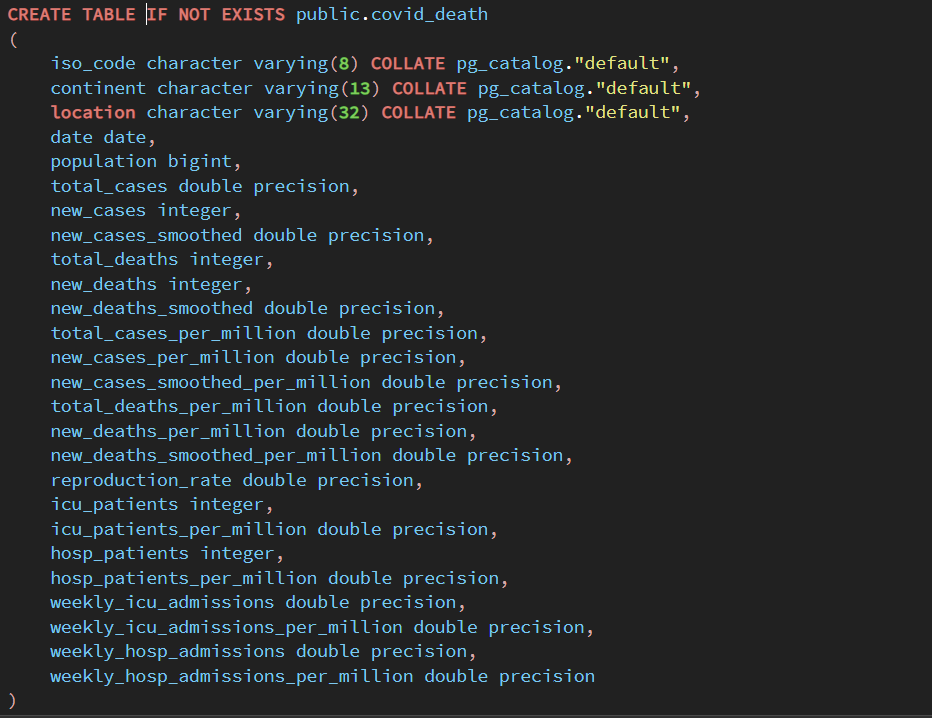 CREATE TABLE IF NOT EXISTS public.covid_death
(
    iso_code character varying(8) COLLATE pg_catalog."default",
    continent character varying(13) COLLATE pg_catalog."default",
    location character varying(32) COLLATE pg_catalog."default",
    date date,
    population bigint,
    total_cases double precision,
    new_cases integer,
    new_cases_smoothed double precision,
    total_deaths integer,
    new_deaths integer,
    new_deaths_smoothed double precision,
    total_cases_per_million double precision,
    new_cases_per_million double precision,
    new_cases_smoothed_per_million double precision,
    total_deaths_per_million double precision,
    new_deaths_per_million double precision,
    new_deaths_smoothed_per_million double precision,
    reproduction_rate double precision,
    icu_patients integer,
    icu_patients_per_million double precision,
    hosp_patients integer,
    hosp_patients_per_million double precision,
    weekly_icu_admissions double precision,
    weekly_icu_admissions_per_million double precision,
    weekly_hosp_admissions double precision,
    weekly_hosp_admissions_per_million double precision
)